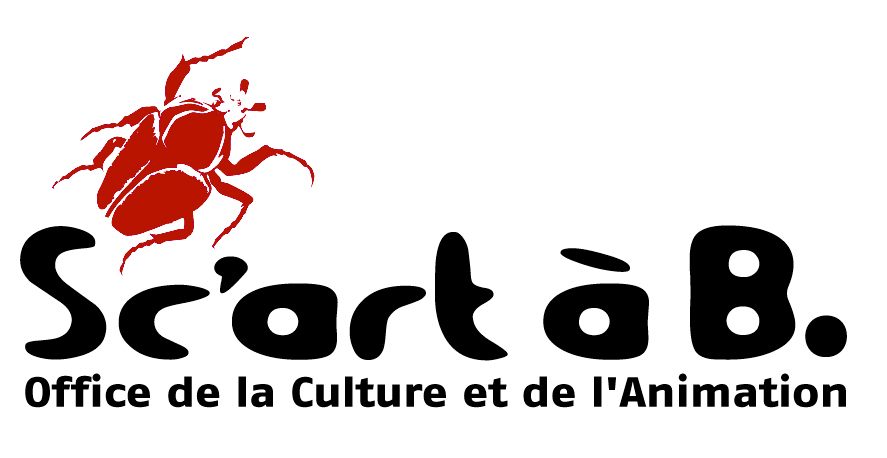 Sc'art à B.
Office de la Culture et de l'Animation